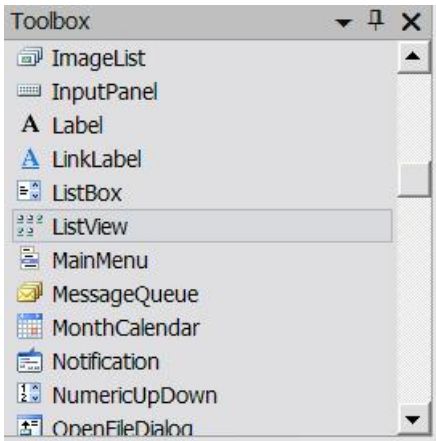 Toolbox
ImageList
InputPanel
A Label
A LinkLabel
ListBox
ListView
MainMenu
MessageQueue
MonthCalendar
Notification
NumericUpDown
OpenFileDialog